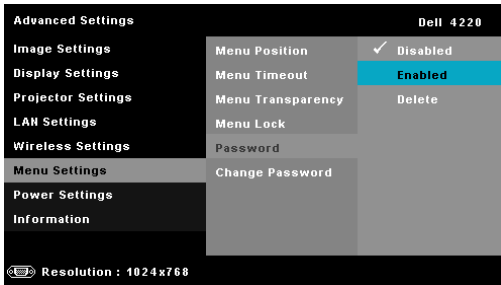 Advanced Settings Dell 4220
Image Settings Menu Position ✓ Disabled
Display Settings Menu Timeout Enabled
Projector Settings Menu Transparency Delete
LAN Settings Menu Lock
Wireless Settings Password
Menu Settings Change Password
Power Settings
Information
Resolution : 1024x768